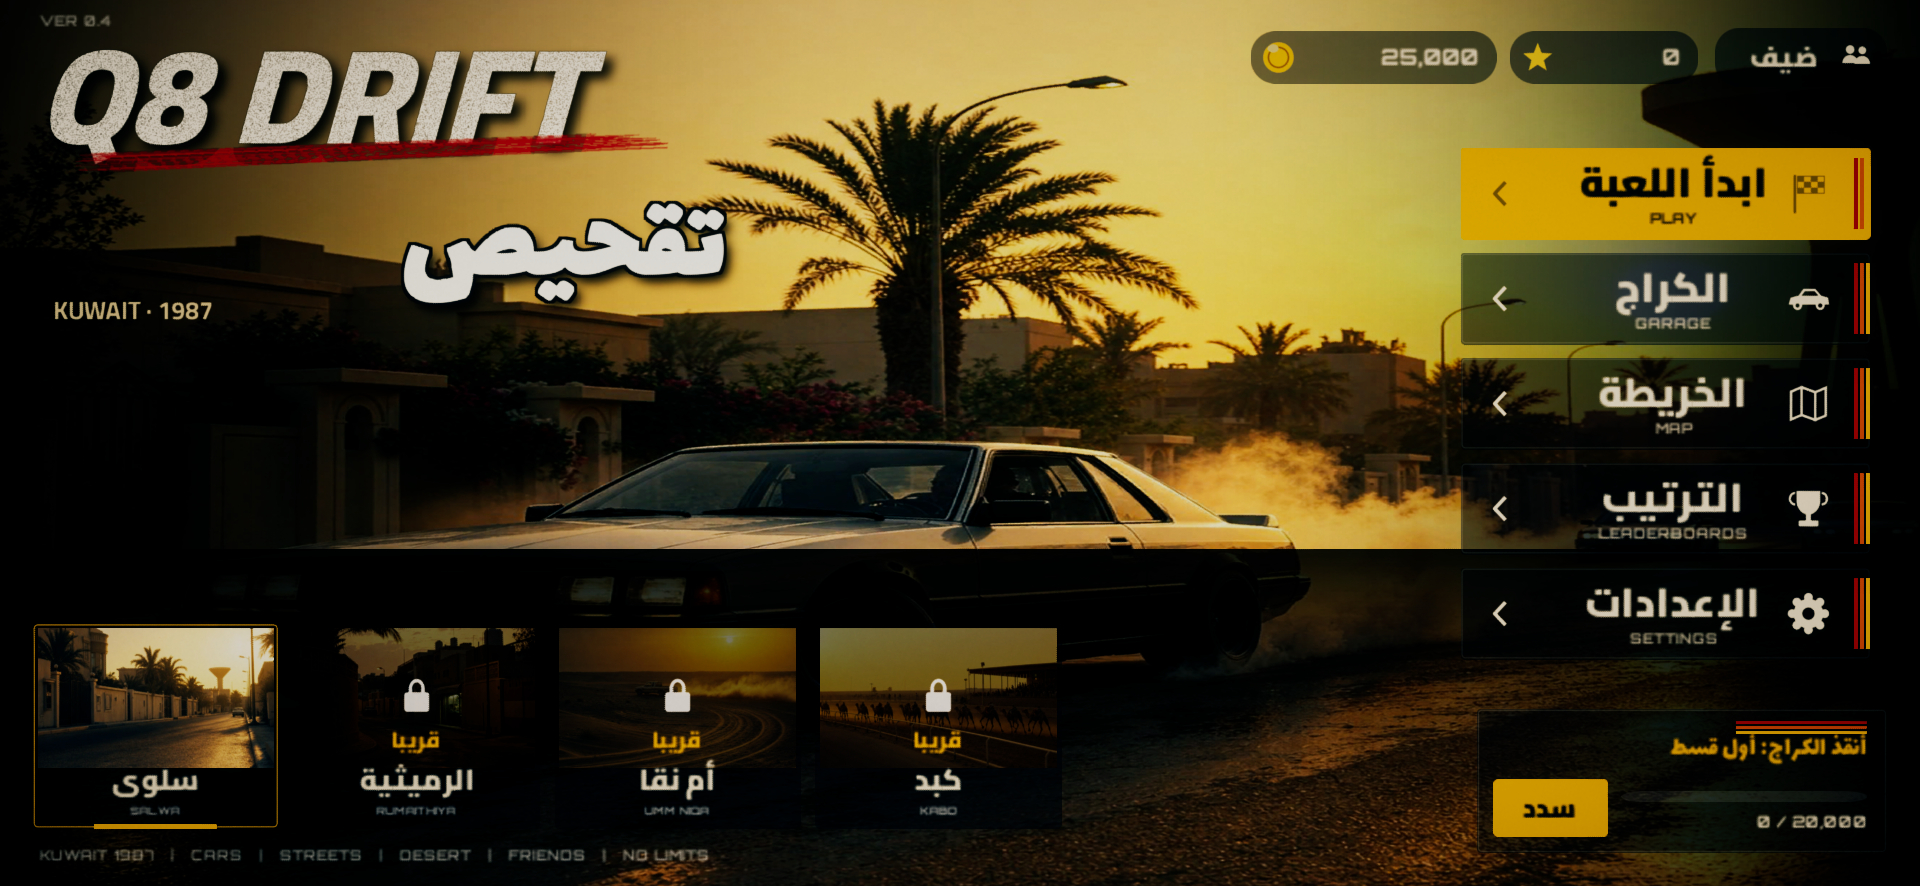 VER 0.4
Q8 DRIFT
تقحيص
KUWAIT · 1987
25,000
0
ضيف
ابدأ اللعبة
PLAY
الكراج
GARAGE
الخريطة
MAP
الترتيب
LEADERBOARDS
الإعدادات
SETTINGS
أنقذ الكراج: أول قسط
سدد
0 / 20,000
سلوى
SALWA
قريبا
الرميثية
RUMAITHIYA
قريبا
أم نقا
UMM NIQA
قريبا
كبد
KABD
KUWAIT 1987 | CARS | STREETS | DESERT | FRIENDS | NO LIMITS